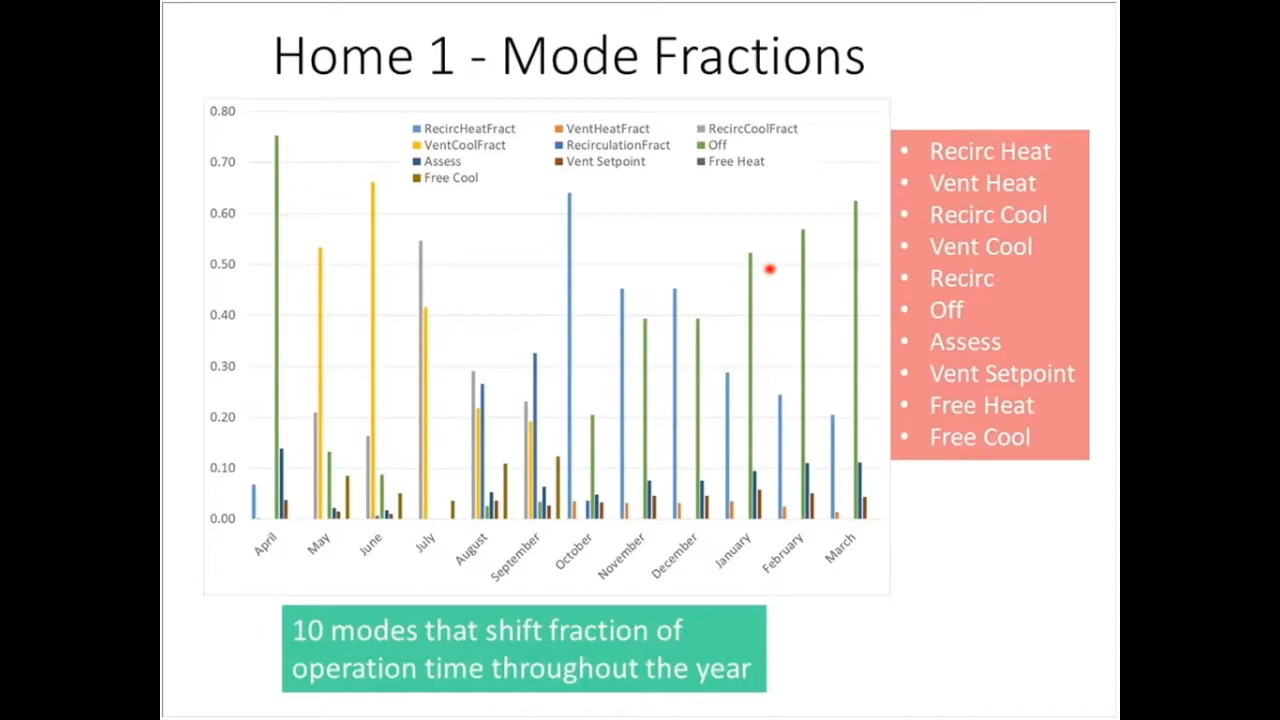 Home 1 - Mode Fractions
0.80
0.70
0.60
0.50
0.40
0.30
0.20
0.10
0.00
RecircHeatFract VentHeatFract RecircCoolFract
VentCoolFract RecirculationFract Off
Assess Vent Setpoint Free Heat
Free Cool
April May June July August September October November December January February March
• Recirc Heat
• Vent Heat
• Recirc Cool
• Vent Cool
• Recirc
• Off
• Assess
• Vent Setpoint
• Free Heat
• Free Cool
10 modes that shift fraction of
operation time throughout the year